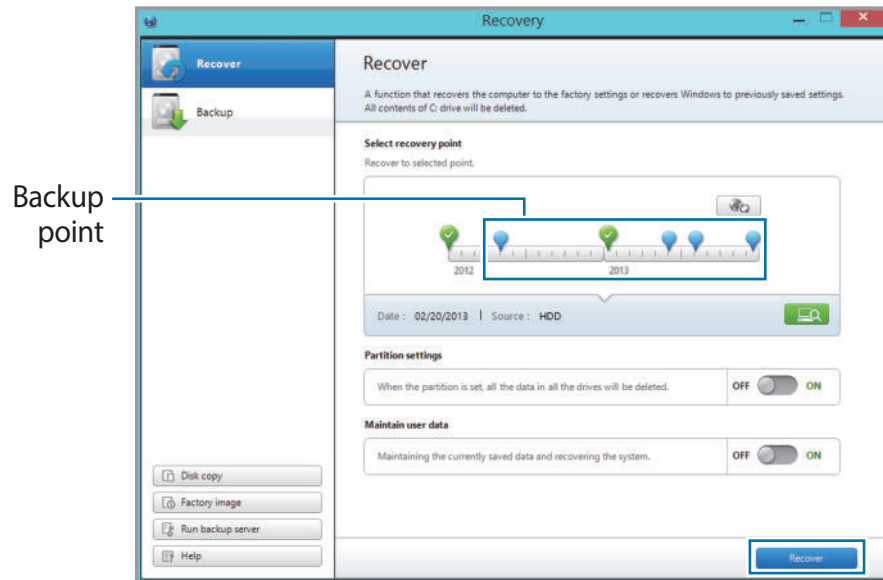 Recovery
Recover
Backup
Recover
A function that recovers the computer to the factory settings or recovers Windows to previously saved settings.
All contents of C: drive will be deleted.
Select recovery point
Recover to selected point.
Backup
point
2012
2013
Date : 02/20/2013 | Source : HDD
Partition settings
When the partition is set, all the data in all the drives will be deleted.
OFF ON
Maintain user data
Maintaining the currently saved data and recovering the system.
OFF ON
Disk copy
Factory image
Run backup server
Help
Recover